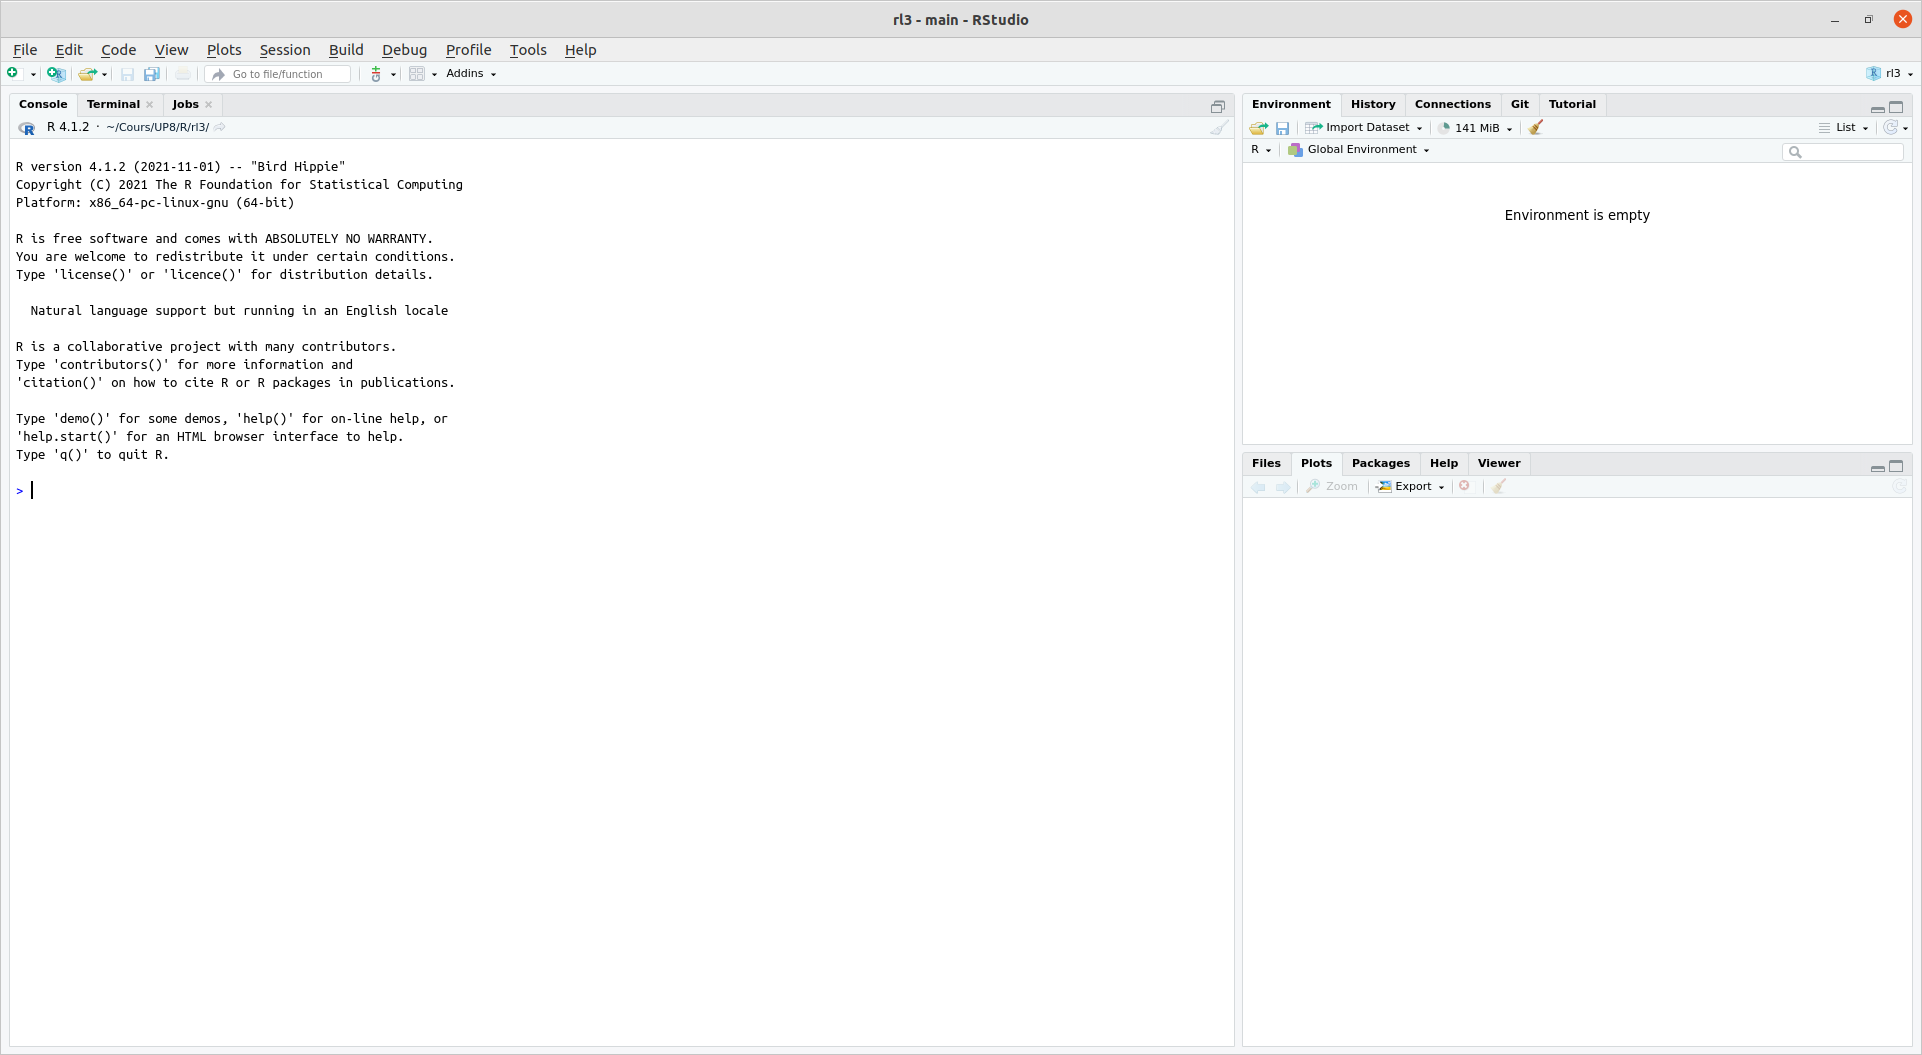 rl3 - main - RStudio
File Edit Code View Plots Session Build Debug Profile Tools Help
Go to file/function Addins rl3
Console Terminal Jobs
R 4.1.2 · ~/Cours/UP8/R/rl3/
R version 4.1.2 (2021-11-01) -- "Bird Hippie"
Copyright (C) 2021 The R Foundation for Statistical Computing
Platform: x86_64-pc-linux-gnu (64-bit)
R is free software and comes with ABSOLUTELY NO WARRANTY.
You are welcome to redistribute it under certain conditions.
Type 'license()' or 'licence()' for distribution details.
Natural language support but running in an English locale
R is a collaborative project with many contributors.
Type 'contributors()' for more information and
'citation()' on how to cite R or R packages in publications.
Type 'demo()' for some demos, 'help()' for on-line help, or
'help.start()' for an HTML browser interface to help.
Type 'q()' to quit R.
>
Environment History Connections Git Tutorial
Import Dataset 141 MiB List
R Global Environment
Environment is empty
Files Plots Packages Help Viewer
Zoom Export